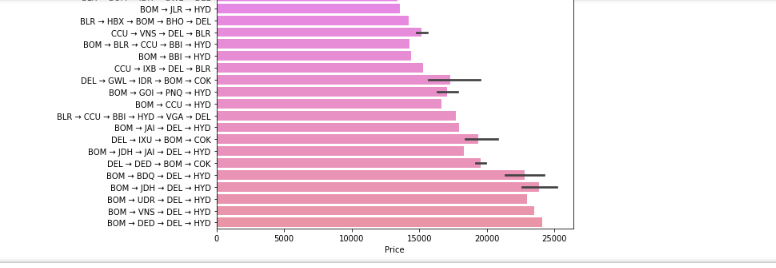 BOM → JLR → HYD
BLR → HBX → BOM → BHO → DEL
CCU → VNS → DEL → BLR
BOM → BLR → CCU → BBI → HYD
BOM → BBI → HYD
CCU → IXB → DEL → BLR
DEL → GWL → IDR → BOM → COK
BOM → GOI → PNQ → HYD
BOM → CCU → HYD
BLR → CCU → BBI → HYD → VGA → DEL
BOM → JAI → DEL → HYD
DEL → IXU → BOM → COK
BOM → JDH → JAI → DEL → HYD
DEL → DED → BOM → COK
BOM → BDQ → DEL → HYD
BOM → JDH → DEL → HYD
BOM → UDR → DEL → HYD
BOM → VNS → DEL → HYD
BOM → DED → DEL → HYD
0 5000 10000 15000 20000 25000
Price